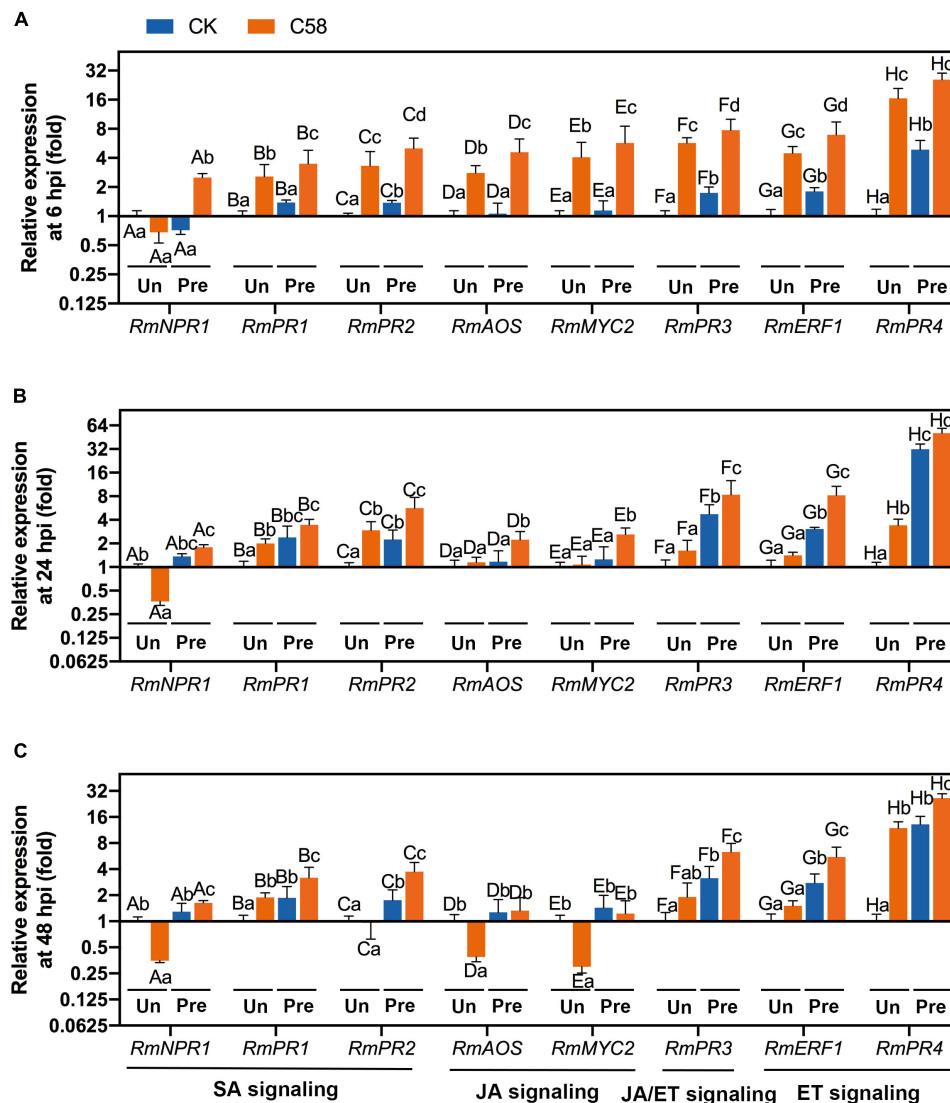 A
CK C58
Relative expression
at 6 hpi (fold)
32
16
8
4
2
1
0.5
0.25
0.125
Aa Aa Aa Ab Ba Bb Ba Bc Ca Cc Cb Cd Da Db Da Dc Ea Eb Ea Ec Fa Fc Fb Fd Ga Gc Gb Gd Ha Hc Hb Hd
Un Pre Un Pre Un Pre Un Pre Un Pre Un Pre Un Pre Un Pre
RmNPR1 RmPR1 RmPR2 RmAOS RmMYC2 RmPR3 RmERF1 RmPR4
B
Relative expression
at 24 hpi (fold)
64
32
16
8
4
2
1
0.5
0.25
0.125
0.0625
Ab Aa Abc Ac Ba Bb Bbc Bc Ca Cb Cb Cc Da Da Da Db Ea Ea Ea Eb Fa Fa Fb Fc Ga Ga Gb Gc Ha Hb Hc Hd
Un Pre Un Pre Un Pre Un Pre Un Pre Un Pre Un Pre Un Pre
RmNPR1 RmPR1 RmPR2 RmAOS RmMYC2 RmPR3 RmERF1 RmPR4
C
Relative expression
at 48 hpi (fold)
32
16
8
4
2
1
0.5
0.25
0.125
0.0625
Ab Aa Ab Ac Ba Bb Bb Bc Ca Ca Cb Cc Db Da Db Db Eb Ea Eb Eb Fa Fab Fb Fc Ga Ga Gb Gc Ha Hb Hb Hc
Un Pre Un Pre Un Pre Un Pre Un Pre Un Pre Un Pre Un Pre
RmNPR1 RmPR1 RmPR2 RmAOS RmMYC2 RmPR3 RmERF1 RmPR4
SA signaling JA signaling JA/ET signaling ET signaling